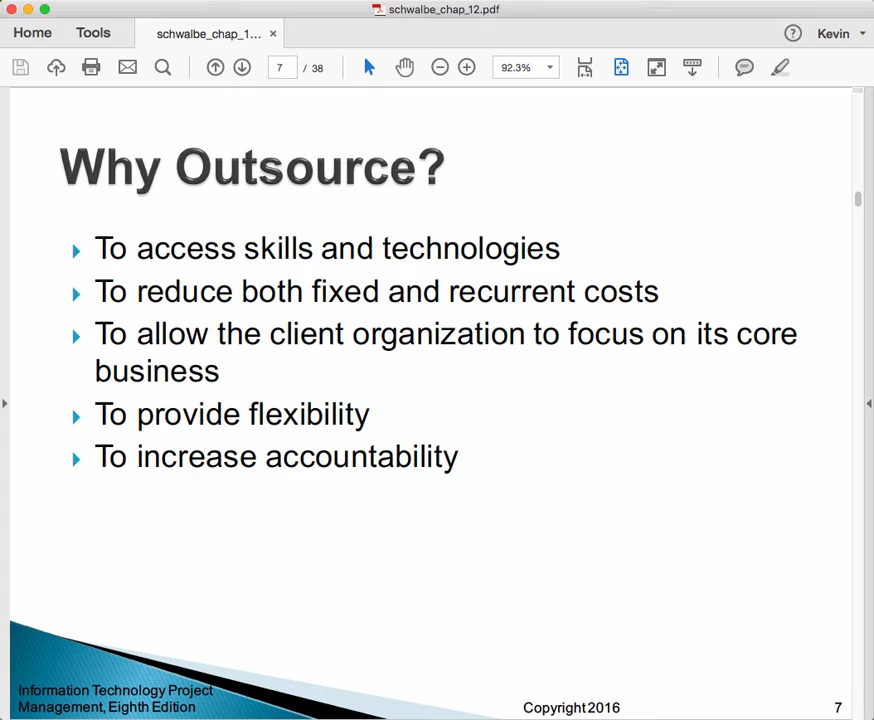 schwalbe_chap_12.pdf
Home Tools schwalbe_chap_1... × ? Kevin
7 / 38 92.3%
Why Outsource?
To access skills and technologies
To reduce both fixed and recurrent costs
To allow the client organization to focus on its core
business
To provide flexibility
To increase accountability
Information Technology Project
Management, Eighth Edition
Copyright 2016
7